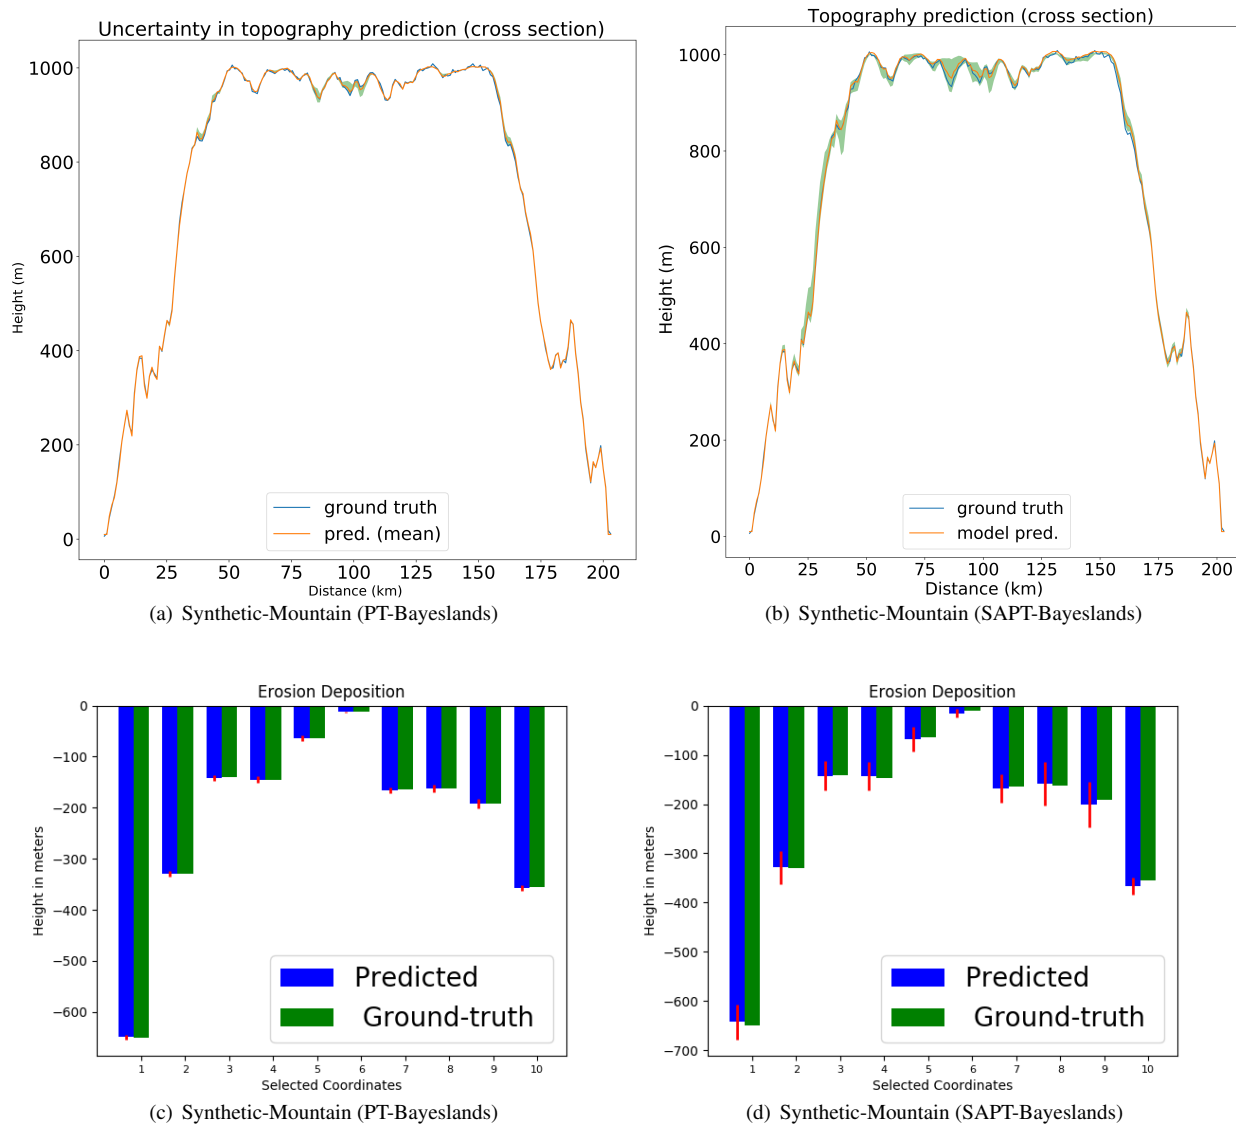 Uncertainty in topography prediction (cross section)
1000
800
600
400
200
0
Height (m)
ground truth
pred. (mean)
0 25 50 75 100 125 150 175 200
Distance (km)
(a) Synthetic-Mountain (PT-Bayeslands)
Topography prediction (cross section)
1000
800
600
400
200
0
Height (m)
ground truth
model pred.
0 25 50 75 100 125 150 175 200
Distance (km)
(b) Synthetic-Mountain (SAPT-Bayeslands)
Erosion Deposition
0
−100
−200
−300
−400
−500
−600
Height in meters
Predicted
Ground-truth
1 2 3 4 5 6 7 8 9 10
Selected Coordinates
(c) Synthetic-Mountain (PT-Bayeslands)
Erosion Deposition
0
−100
−200
−300
−400
−500
−600
−700
Height in meters
Predicted
Ground-truth
1 2 3 4 5 6 7 8 9 10
Selected Coordinates
(d) Synthetic-Mountain (SAPT-Bayeslands)